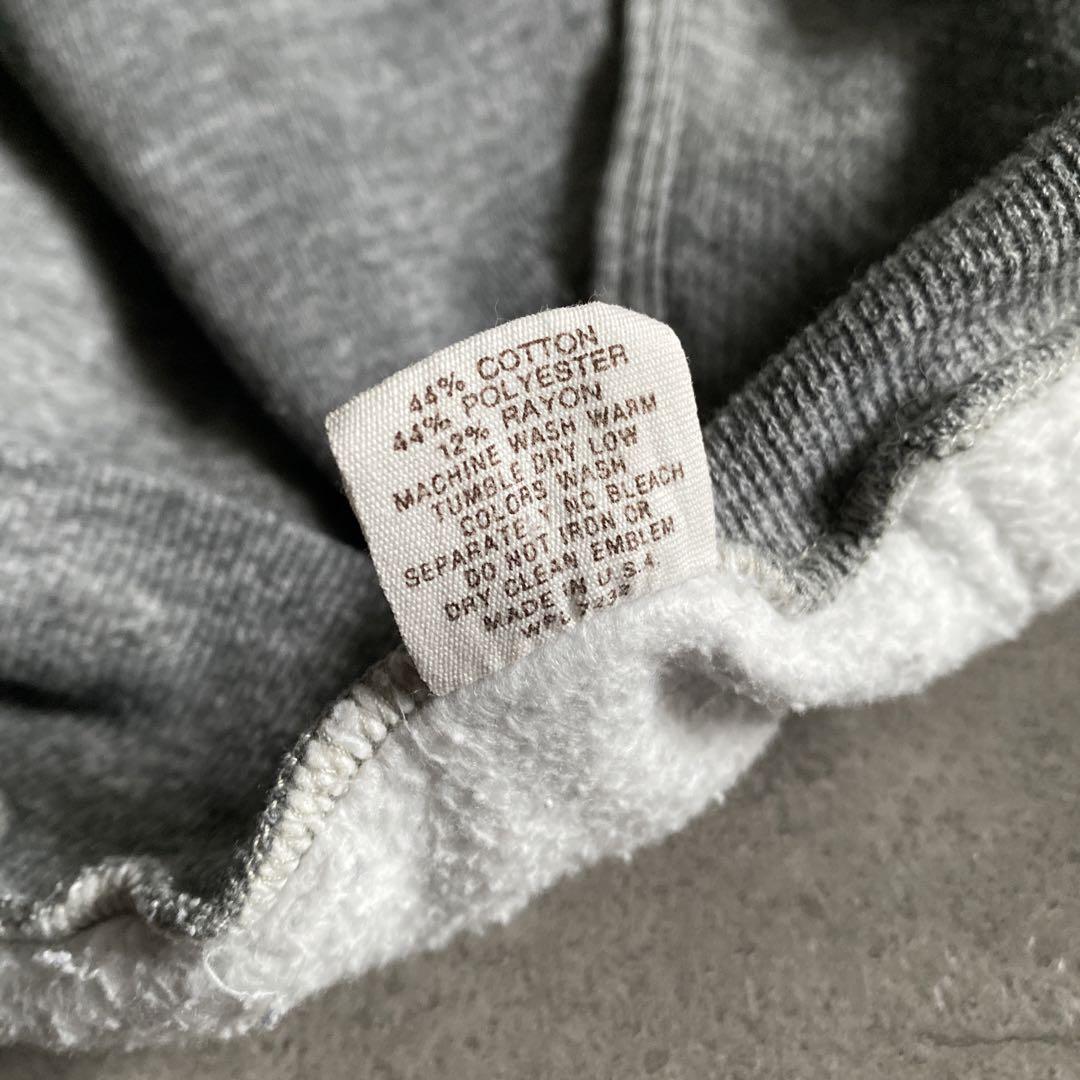 44% COTTON
44% POLYESTER
12% RAYON
MACHINE WASH WARM
TUMBLE DRY LOW
COLORS WASH
SEPARATELY NO BLEACH
DO NOT IRON OR
DRY CLEAN EMBLEM
MADE IN U.S.A.